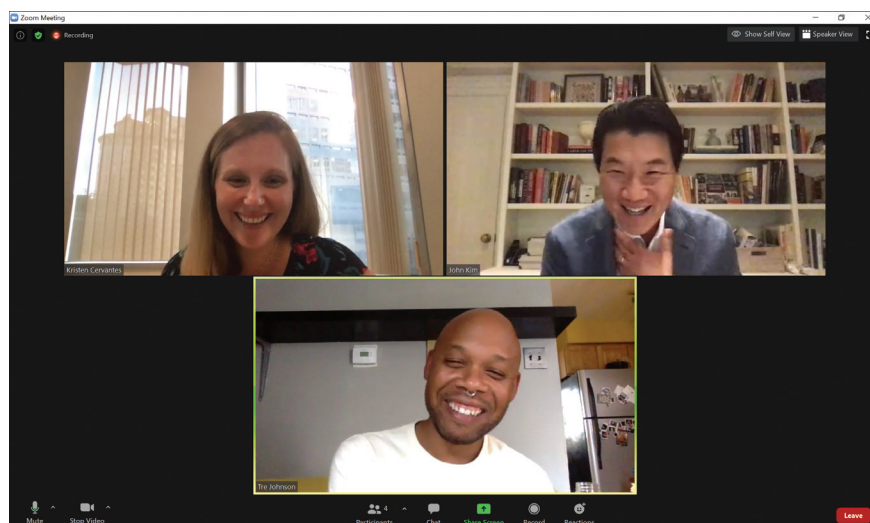 Zoom Meeting
Recording
Show Self View
Speaker View
Kristen Cervantes
John Kim
Tre Johnson
4
Mute
Stop Video
Participants
Chat
Share Screen
Record
Reactions
Leave